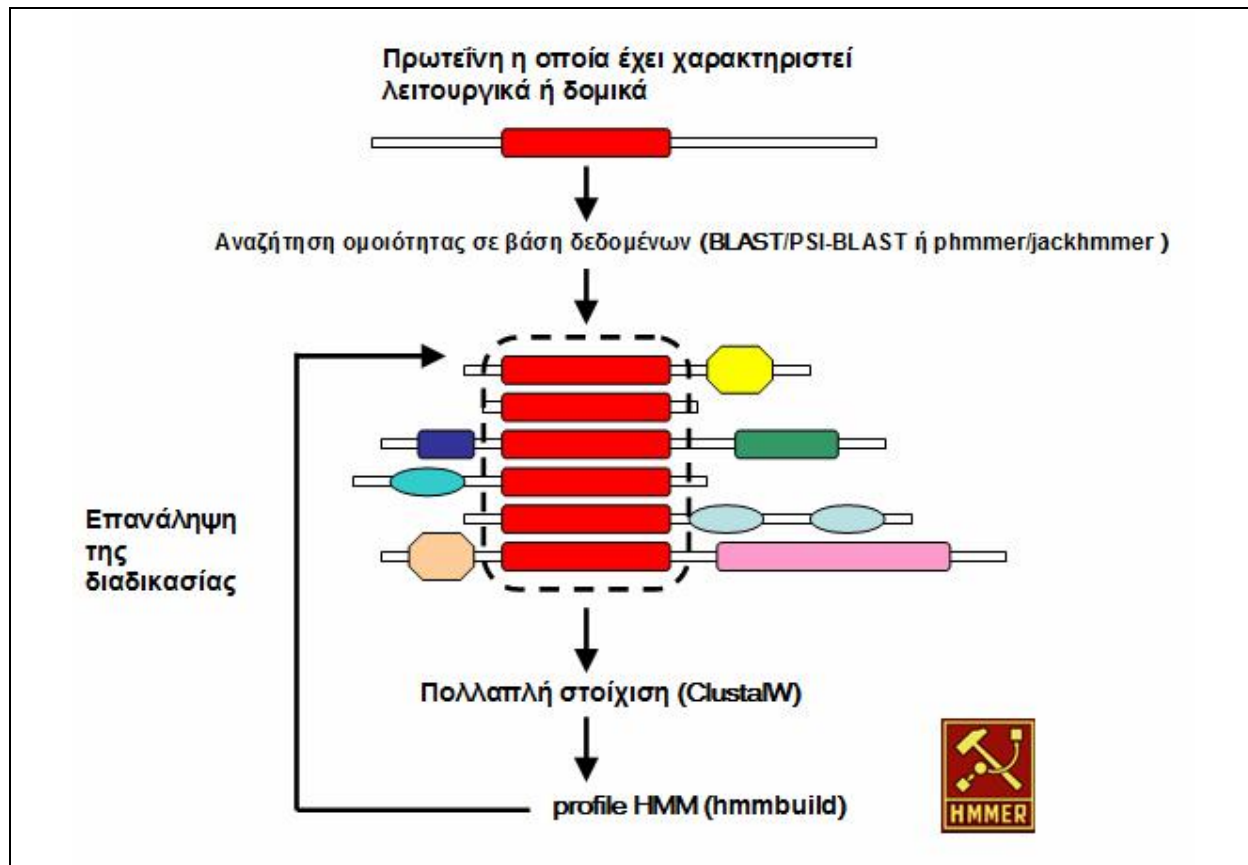 Πρωτεΐνη η οποία έχει χαρακτηριστεί
λειτουργικά ή δομικά
Αναζήτηση ομοιότητας σε βάση δεδομένων (BLAST/PSI-BLAST ή phmmer/jackhmmer )
Επανάληψη
της
διαδικασίας
Πολλαπλή στοίχιση (ClustalW)
profile HMM (hmmbuild)
HMMER